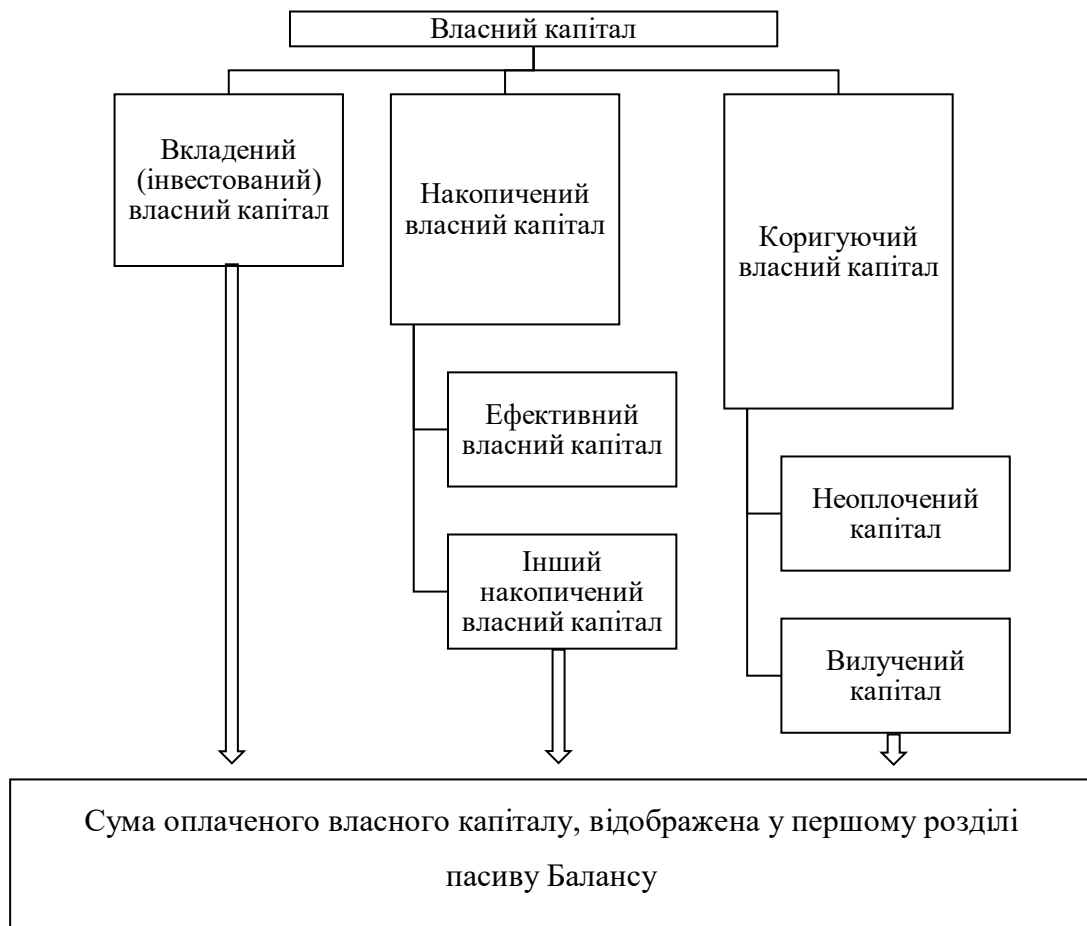 Власний капітал
Вкладений
(інвестований)
власний капітал
Накопичений
власний капітал
Коригуючий
власний капітал
Ефективний
власний капітал
Неоплочений
капітал
Інший
накопичений
власний капітал
Вилучений
капітал
Сума оплаченого власного капіталу, відображена у першому розділі
пасиву Балансу